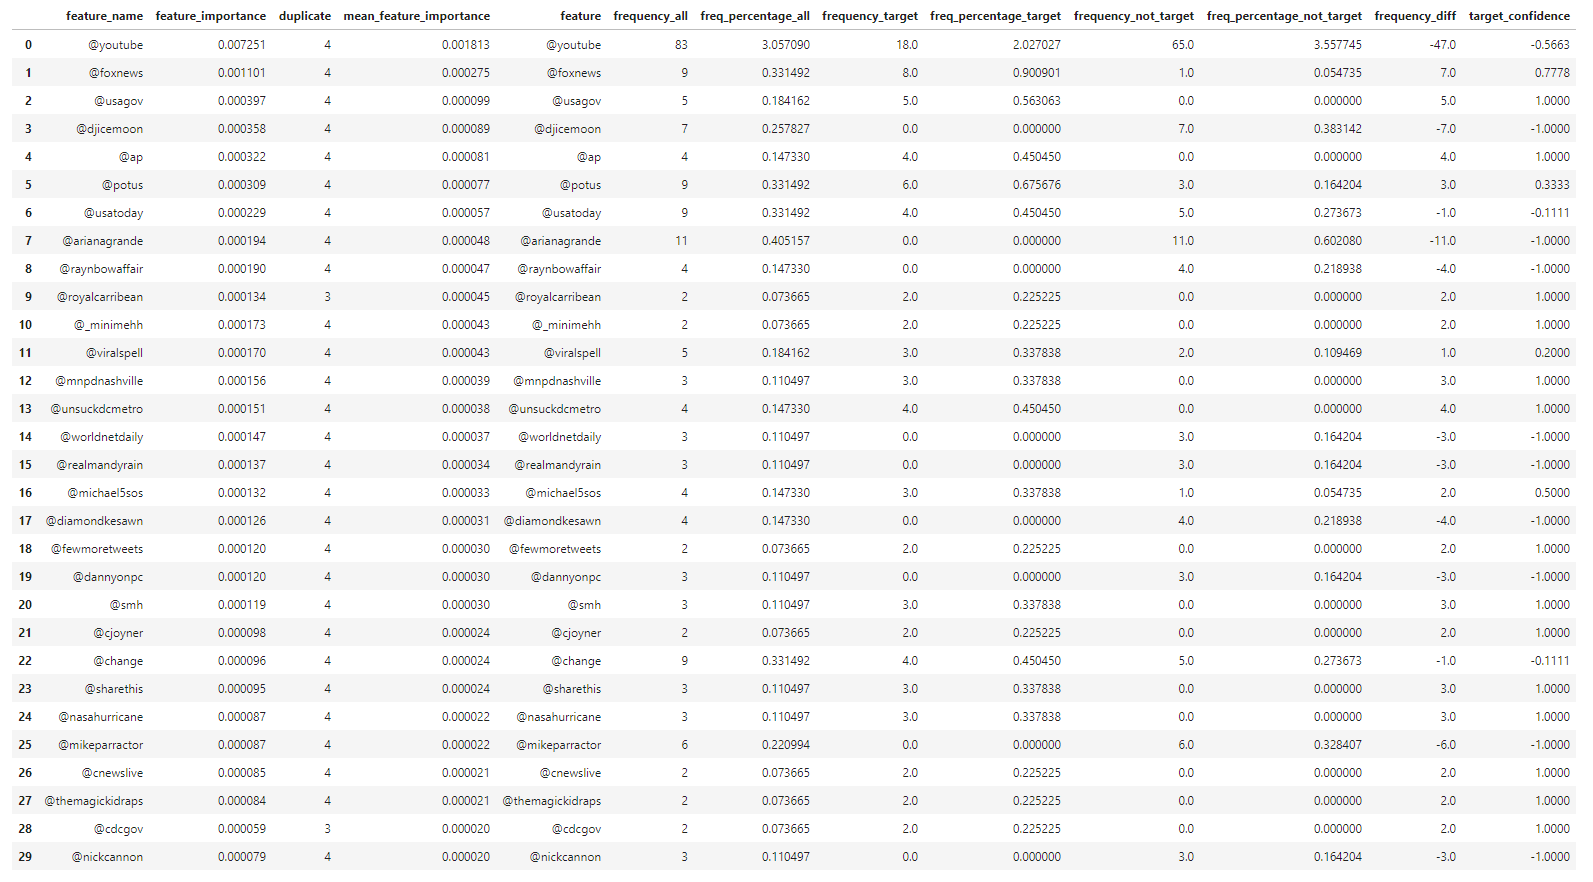 feature_name feature_importance duplicate mean_feature_importance feature frequency_all freq_percentage_all frequency_target freq_percentage_target frequency_not_target freq_percentage_not_target frequency_diff target_confidence
0 @youtube 0.007251 4 0.001813 @youtube 83 3.057090 18.0 2.027027 65.0 3.557745 -47.0 -0.5663
1 @foxnews 0.001101 4 0.000275 @foxnews 9 0.331492 8.0 0.900901 1.0 0.054735 7.0 0.7778
2 @usagov 0.000397 4 0.000099 @usagov 5 0.184162 5.0 0.563063 0.0 0.000000 5.0 1.0000
3 @djicemoon 0.000358 4 0.000089 @djicemoon 7 0.257827 0.0 0.000000 7.0 0.383142 -7.0 -1.0000
4 @ap 0.000322 4 0.000081 @ap 4 0.147330 4.0 0.450450 0.0 0.000000 4.0 1.0000
5 @potus 0.000309 4 0.000077 @potus 9 0.331492 6.0 0.675676 3.0 0.164204 3.0 0.3333
6 @usatoday 0.000229 4 0.000057 @usatoday 9 0.331492 4.0 0.450450 5.0 0.273673 -1.0 -0.1111
7 @arianagrande 0.000194 4 0.000048 @arianagrande 11 0.405157 0.0 0.000000 11.0 0.602080 -11.0 -1.0000
8 @raynbowaffair 0.000190 4 0.000047 @raynbowaffair 4 0.147330 0.0 0.000000 4.0 0.218938 -4.0 -1.0000
9 @royalcarribean 0.000134 3 0.000045 @royalcarribean 2 0.073665 2.0 0.225225 0.0 0.000000 2.0 1.0000
10 @_minimehh 0.000173 4 0.000043 @_minimehh 2 0.073665 2.0 0.225225 0.0 0.000000 2.0 1.0000
11 @viralspell 0.000170 4 0.000043 @viralspell 5 0.184162 3.0 0.337838 2.0 0.109469 1.0 0.2000
12 @mnpdnashville 0.000156 4 0.000039 @mnpdnashville 3 0.110497 3.0 0.337838 0.0 0.000000 3.0 1.0000
13 @unsuckdcmetro 0.000151 4 0.000038 @unsuckdcmetro 4 0.147330 4.0 0.450450 0.0 0.000000 4.0 1.0000
14 @worldnetdaily 0.000147 4 0.000037 @worldnetdaily 3 0.110497 0.0 0.000000 3.0 0.164204 -3.0 -1.0000
15 @realmandyrain 0.000137 4 0.000034 @realmandyrain 3 0.110497 0.0 0.000000 3.0 0.164204 -3.0 -1.0000
16 @michael5sos 0.000132 4 0.000033 @michael5sos 4 0.147330 3.0 0.337838 1.0 0.054735 2.0 0.5000
17 @diamondkesawn 0.000126 4 0.000031 @diamondkesawn 4 0.147330 0.0 0.000000 4.0 0.218938 -4.0 -1.0000
18 @fewmoretweets 0.000120 4 0.000030 @fewmoretweets 2 0.073665 2.0 0.225225 0.0 0.000000 2.0 1.0000
19 @dannyonpc 0.000120 4 0.000030 @dannyonpc 3 0.110497 0.0 0.000000 3.0 0.164204 -3.0 -1.0000
20 @smh 0.000119 4 0.000030 @smh 3 0.110497 3.0 0.337838 0.0 0.000000 3.0 1.0000
21 @cjoyner 0.000098 4 0.000024 @cjoyner 2 0.073665 2.0 0.225225 0.0 0.000000 2.0 1.0000
22 @change 0.000096 4 0.000024 @change 9 0.331492 4.0 0.450450 5.0 0.273673 -1.0 -0.1111
23 @sharethis 0.000095 4 0.000024 @sharethis 3 0.110497 3.0 0.337838 0.0 0.000000 3.0 1.0000
24 @nasahurricane 0.000087 4 0.000022 @nasahurricane 3 0.110497 3.0 0.337838 0.0 0.000000 3.0 1.0000
25 @mikeparractor 0.000087 4 0.000022 @mikeparractor 6 0.220994 0.0 0.000000 6.0 0.328407 -6.0 -1.0000
26 @cnewslive 0.000085 4 0.000021 @cnewslive 2 0.073665 2.0 0.225225 0.0 0.000000 2.0 1.0000
27 @themagickidraps 0.000084 4 0.000021 @themagickidraps 2 0.073665 2.0 0.225225 0.0 0.000000 2.0 1.0000
28 @cdcgov 0.000059 3 0.000020 @cdcgov 2 0.073665 2.0 0.225225 0.0 0.000000 2.0 1.0000
29 @nickcannon 0.000079 4 0.000020 @nickcannon 3 0.110497 0.0 0.000000 3.0 0.164204 -3.0 -1.0000